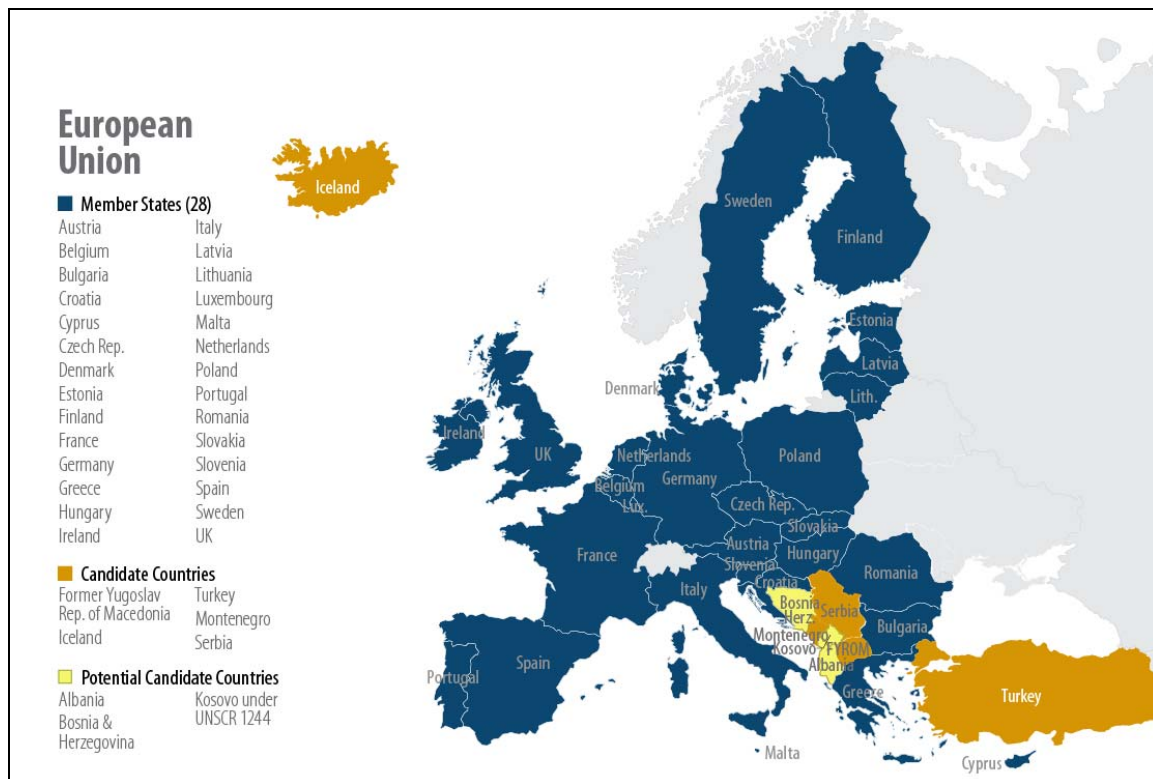 European
Union
Member States (28)
Austria
Belgium
Bulgaria
Croatia
Cyprus
Czech Rep.
Denmark
Estonia
Finland
France
Germany
Greece
Hungary
Ireland
Italy
Latvia
Lithuania
Luxembourg
Malta
Netherlands
Poland
Portugal
Romania
Slovakia
Slovenia
Spain
Sweden
UK
Candidate Countries
Former Yugoslav
Rep. of Macedonia
Iceland
Turkey
Montenegro
Serbia
Potential Candidate Countries
Albania
Bosnia &
Herzegovina
Kosovo under
UNSCR 1244
Iceland
Sweden
Finland
Estonia
Latvia
Lith.
Denmark
Ireland
UK
Netherlands
Belgium
Lux.
Germany
Poland
Czech Rep.
Slovakia
Austria
Hungary
Slovenia
France
Croatia
Romania
Italy
Bosnia
Herz.
Serbia
Bulgaria
Montenegro
Kosovo
FYROM
Albania
Portugal
Spain
Greeze
Turkey
Malta
Cyprus